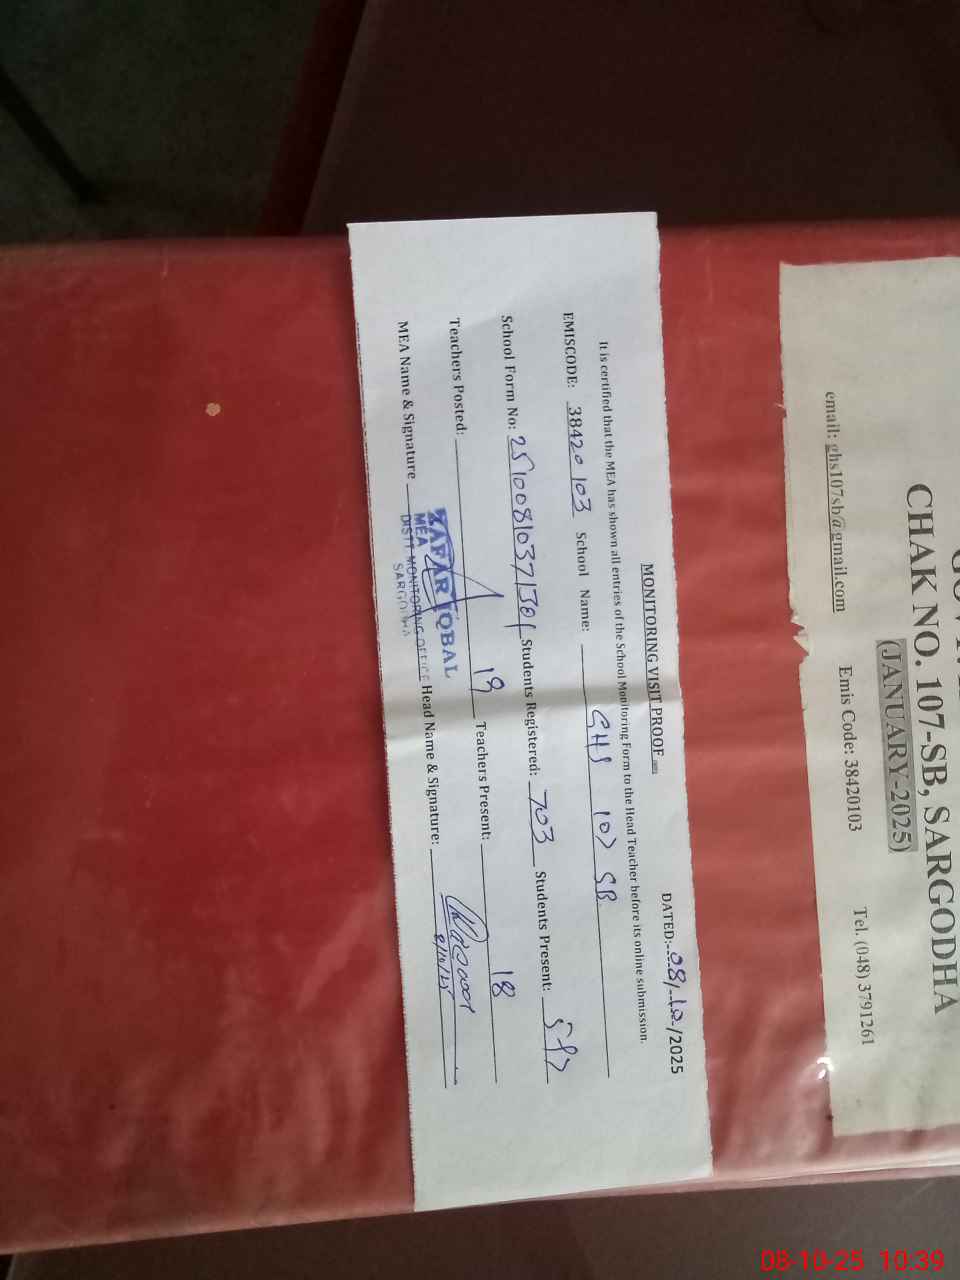 MONITORING VISIT PROOF
DATED: 08/10/2025
It is certified that the MEA has shown all entries of the School Monitoring Form to the Head Teacher before its online submission.
EMISCODE: 38420103 School Name: GHS 107 SB
School Form No: Students Registered: 703 Students Present:
Teachers Posted: 19 Teachers Present: 18
MEA Name & Signature ZAFAR IQBAL Head Name & Signature:
MEA
DISTT MONITORING OFFICE
SARGODHA
8/10/25
CHAK NO. 107-SB, SARGODHA
(JANUARY-2025)
email: ghs107sb@gmail.com Emis Code: 38420103 Tel. (048) 3791261
08-10-25 10:39